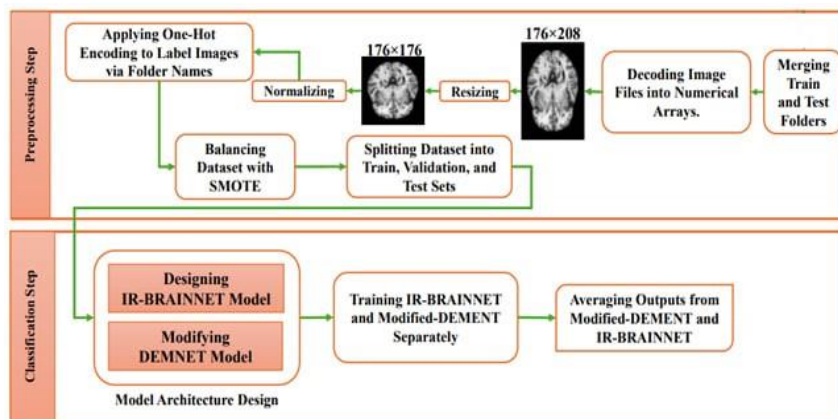 Preprocessing Step
Applying One-Hot
Encoding to Label Images
via Folder Names
Normalizing
176×176
Resizing
176×208
Decoding Image
Files into Numerical
Arrays.
Merging
Train
and Test
Folders
Balancing
Dataset with
SMOTE
Splitting Dataset into
Train, Validation, and
Test Sets
Classification Step
Designing
IR-BRAINNET Model
Modifying
DEMNET Model
Model Architecture Design
Training IR-BRAINNET
and Modified-DEMENT
Separately
Averaging Outputs from
Modified-DEMENT and
IR-BRAINNET